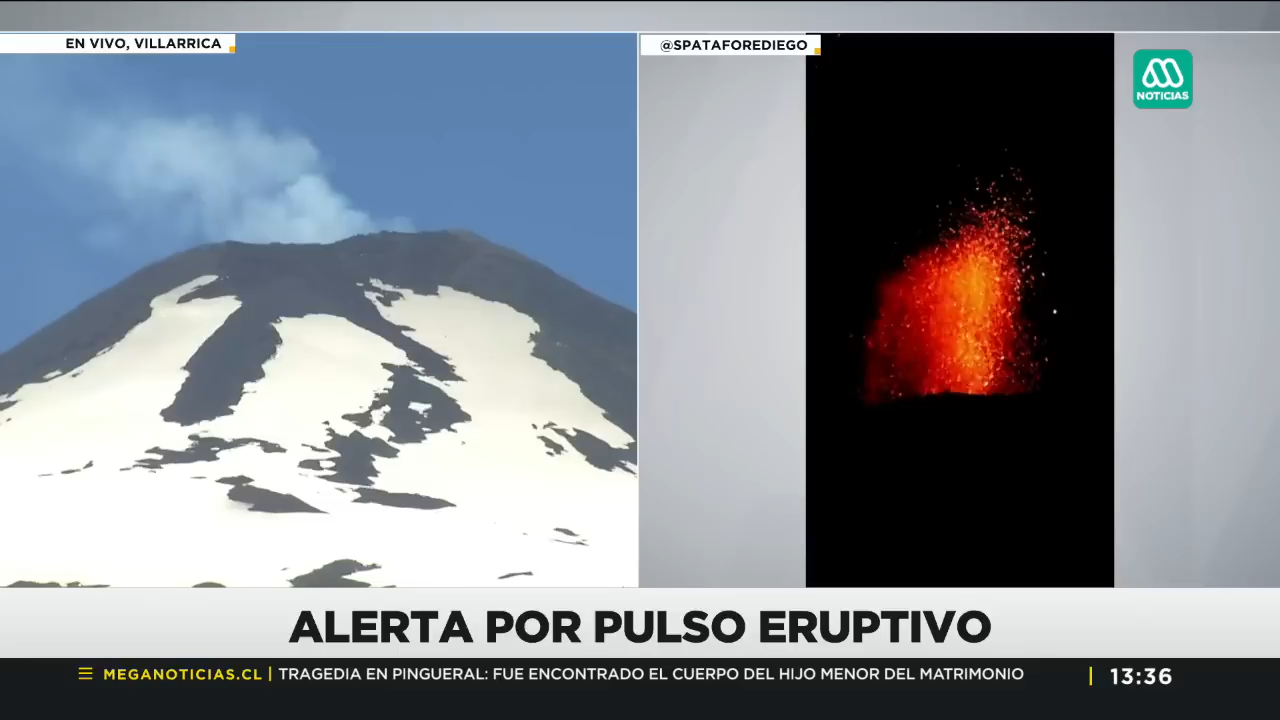 EN VIVO, VILLARRICA
@SPATAFOREDIEGO
NOTICIAS
ALERTA POR PULSO ERUPTIVO
MEGANOTICIAS.CL | TRAGEDIA EN PINGUERAL: FUE ENCONTRADO EL CUERPO DEL HIJO MENOR DEL MATRIMONIO | 13:36